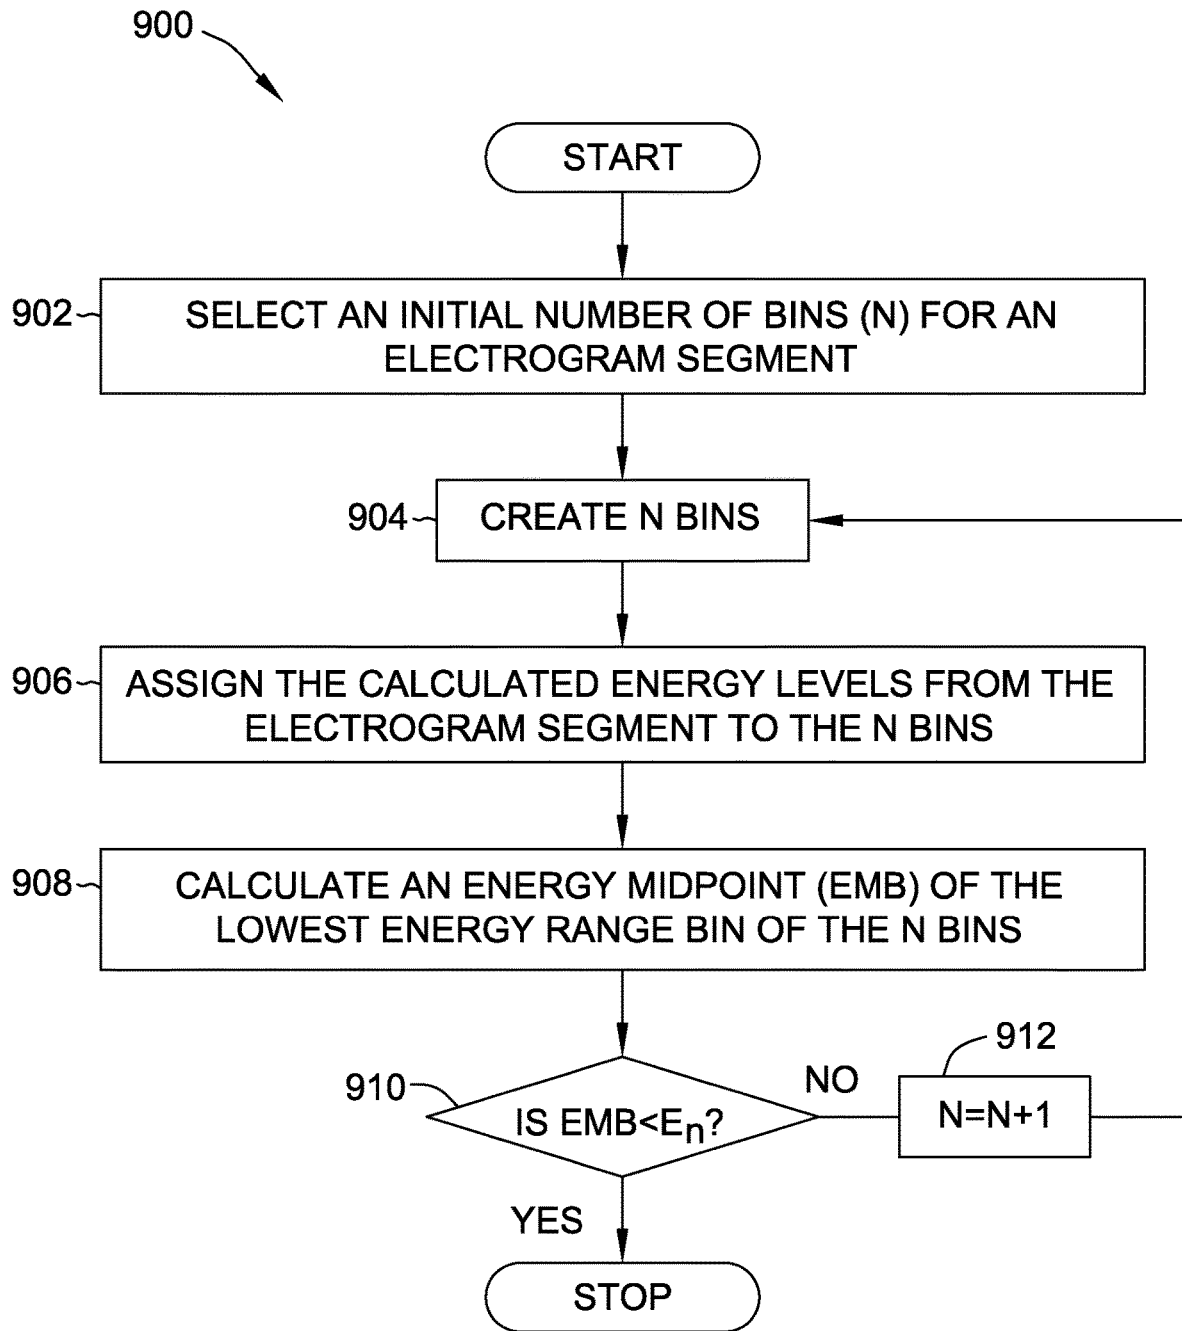 900
START
902
SELECT AN INITIAL NUMBER OF BINS (N) FOR AN
ELECTROGRAM SEGMENT
904
CREATE N BINS
906
ASSIGN THE CALCULATED ENERGY LEVELS FROM THE
ELECTROGRAM SEGMENT TO THE N BINS
908
CALCULATE AN ENERGY MIDPOINT (EMB) OF THE
LOWEST ENERGY RANGE BIN OF THE N BINS
910
IS EMB<En?
NO
912
N=N+1
YES
STOP